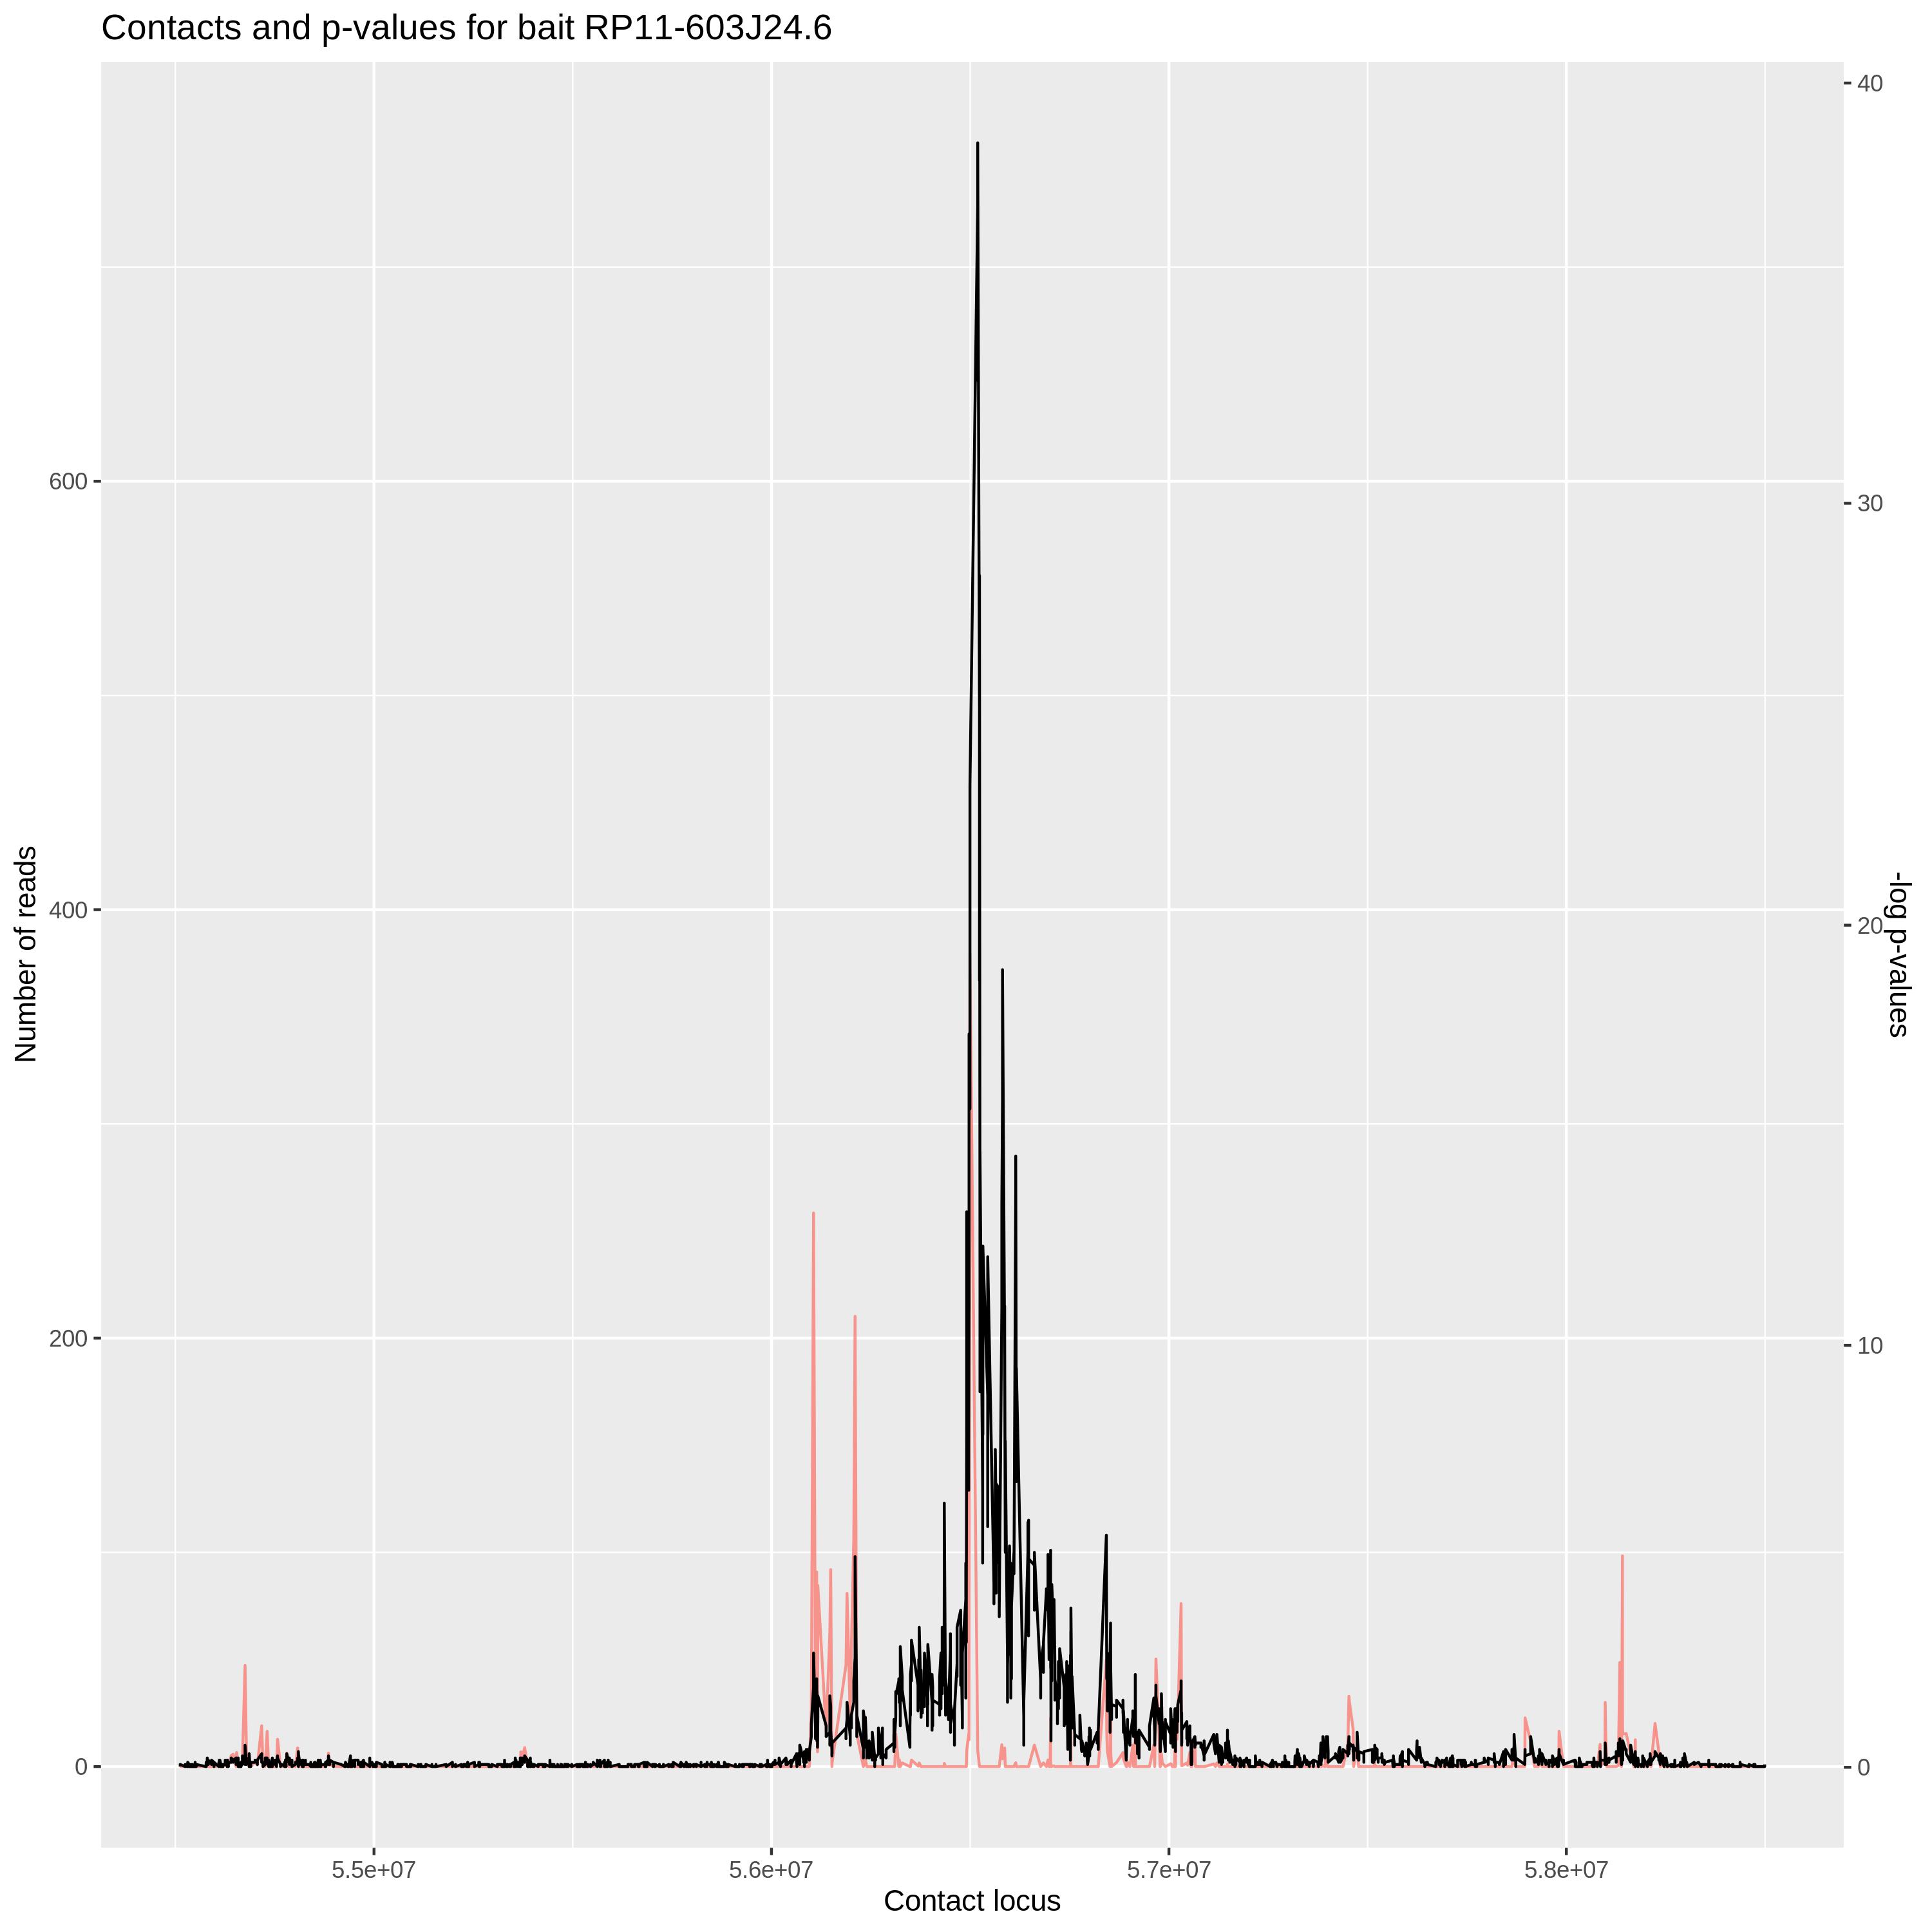 Contacts and p-values for bait RP11-603J24.6
Number of reads
600
400
200
0
40
30
20
10
0
-log p-values
5.5e+07
5.6e+07
5.7e+07
5.8e+07
Contact locus